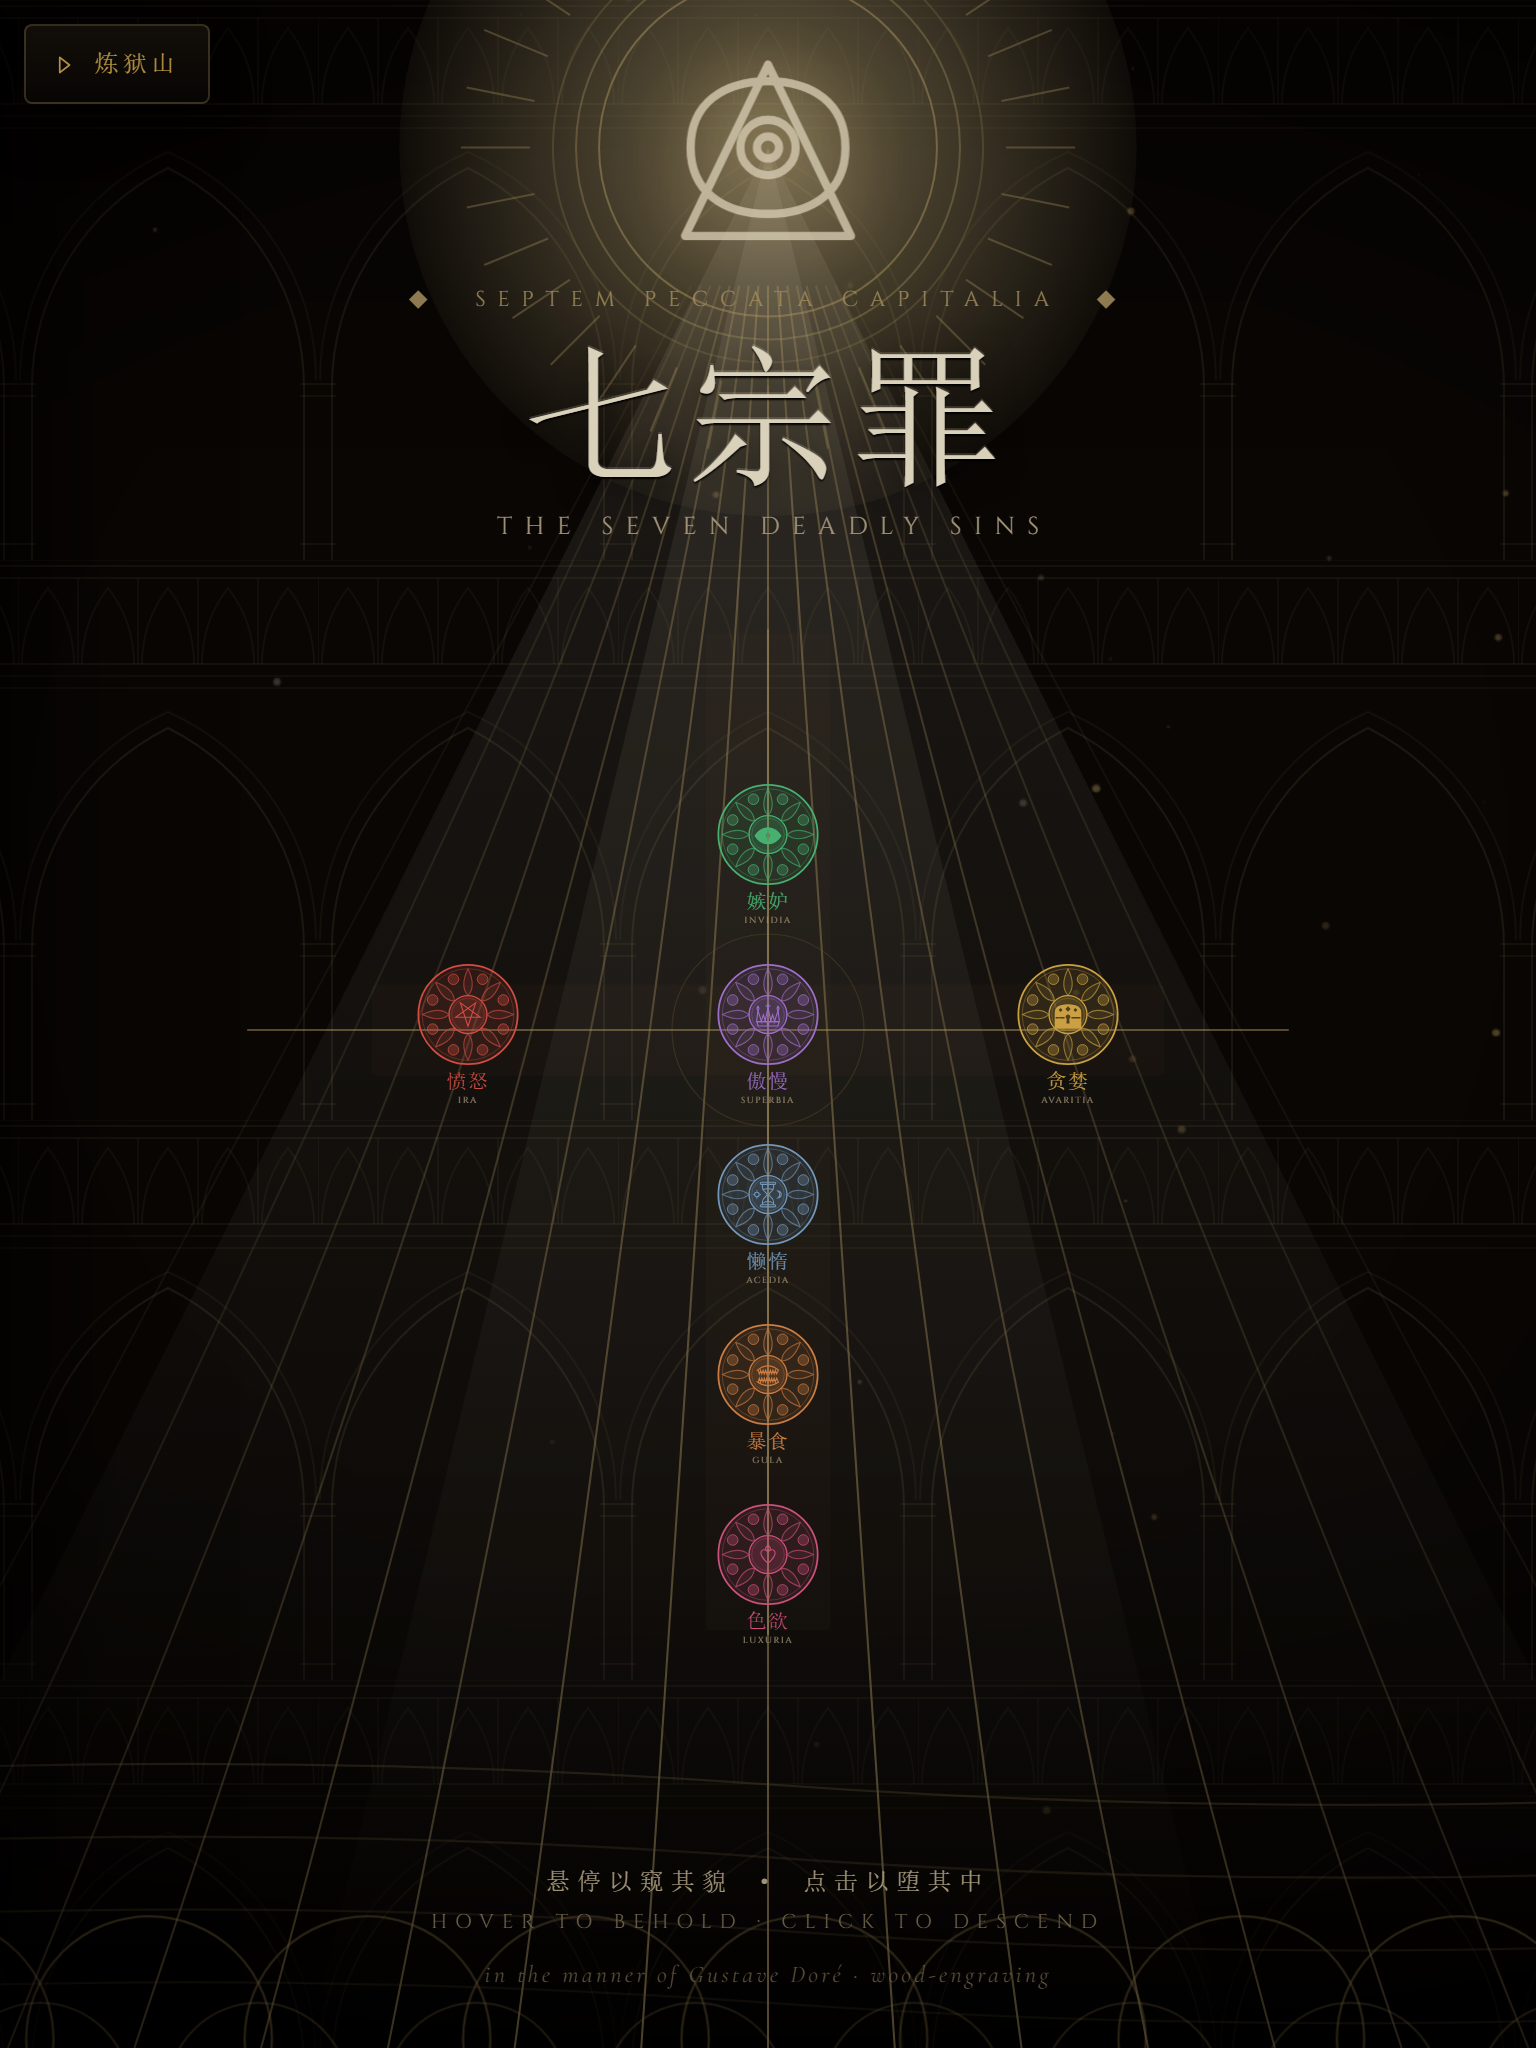 炼狱山
◆ SEPTEM PECCATA CAPITALIA ◆
七宗罪
THE SEVEN DEADLY SINS
嫉妒
INVIDIA
愤怒
IRA
傲慢
SUPERBIA
贪婪
AVARITIA
懒惰
ACEDIA
暴食
GULA
色欲
LUXURIA
悬停以窥其貌 • 点击以堕其中
HOVER TO BEHOLD · CLICK TO DESCEND
in the manner of Gustave Doré · wood-engraving